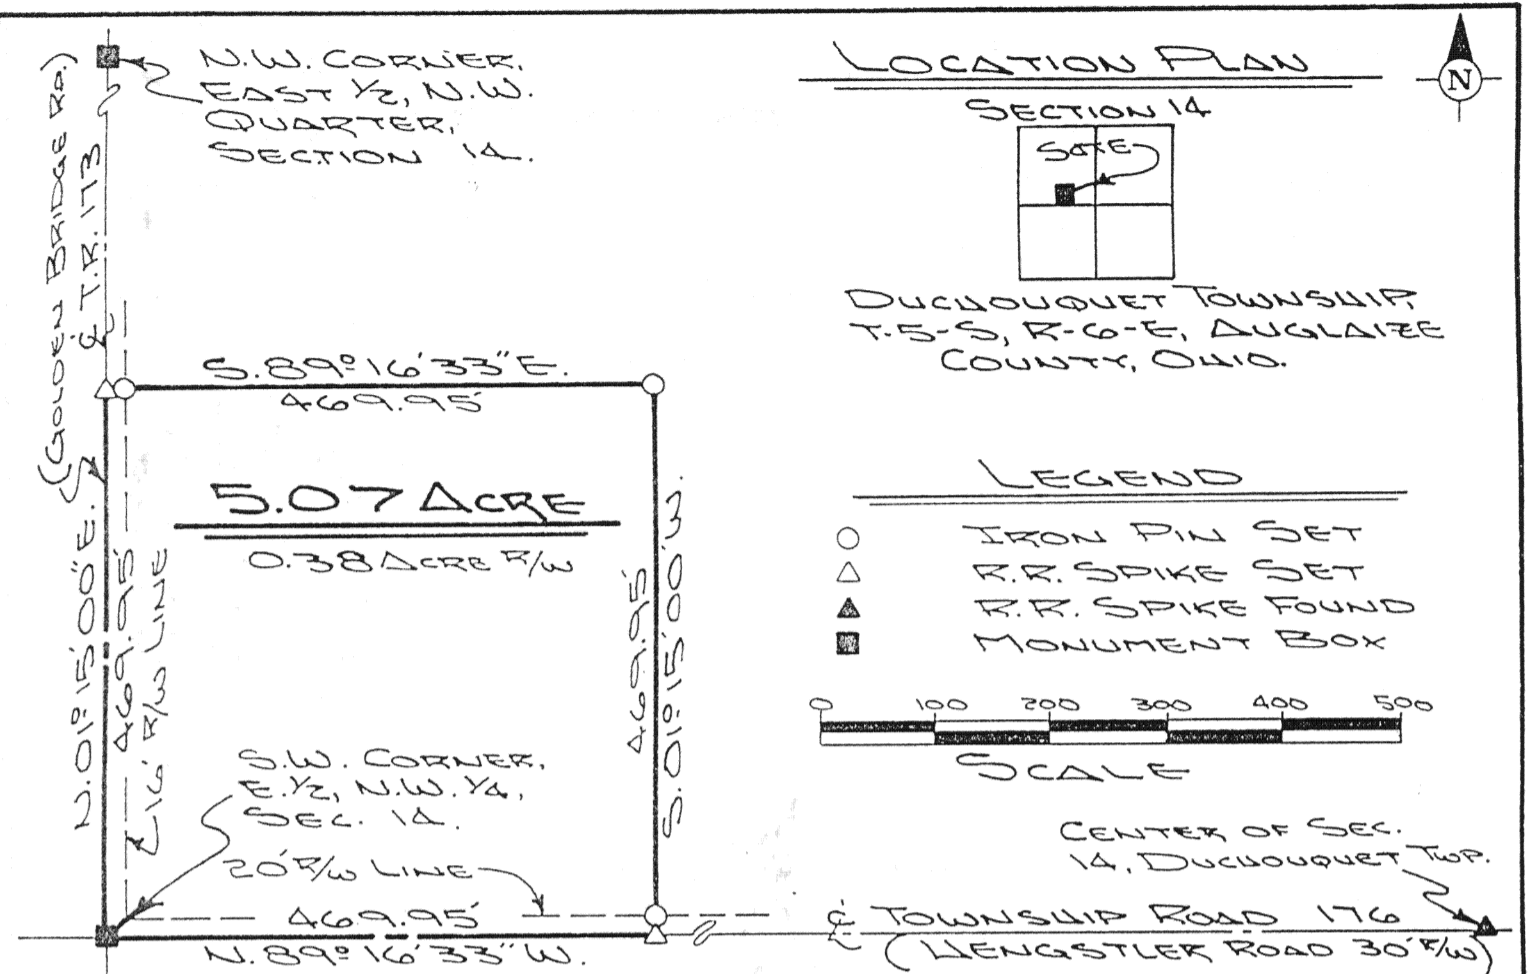 N.W. CORNER,
EAST 1/2, N.W.
QUARTER,
SECTION 14.
LOCATION PLAN
N
SECTION 14
SITE
DUCHOUQUET TOWNSHIP,
T-5-S, R-6-E, AUGLAIZE
COUNTY, OHIO.
(GOLDEN BRIDGE RD.)
℄ T.R. 173
S.89°16'33"E.
469.95'
5.07 ACRE
0.38 ACRE R/W
N.01°15'00"E.
469.95'
16' R/W LINE
469.95'
S.01°15'00"W.
LEGEND
IRON PIN SET
R.R. SPIKE SET
R.R. SPIKE FOUND
MONUMENT BOX
0 100 200 300 400 500
SCALE
S.W. CORNER,
E.1/2, N.W.1/4,
SEC. 14.
20' R/W LINE
469.95'
N.89°16'33"W.
CENTER OF SEC.
14, DUCHOUQUET TWP.
℄ TOWNSHIP ROAD 176
(HENGSTLER ROAD 30' R/W)